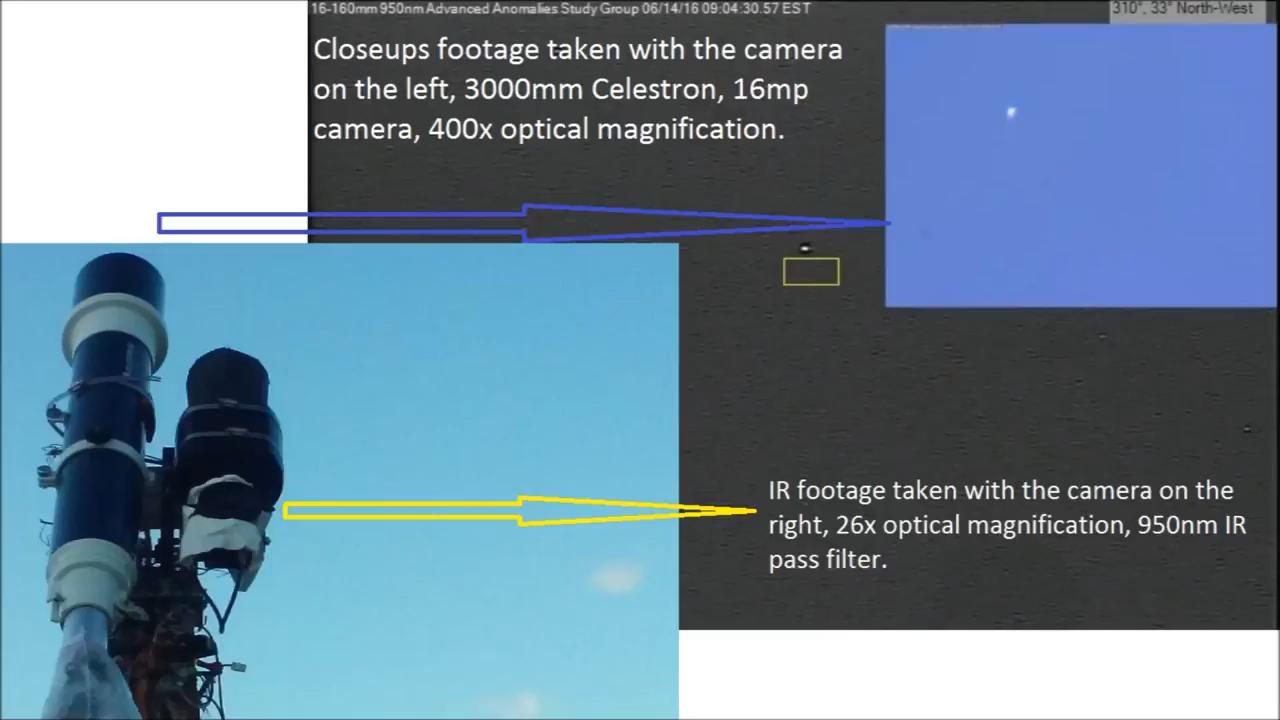 16-160mm 950nm Advanced Anomalies Study Group 06/14/16 09:04:30.57 EST
310°, 33° North-West
Closeups footage taken with the camera
on the left, 3000mm Celestron, 16mp
camera, 400x optical magnification.
IR footage taken with the camera on the
right, 26x optical magnification, 950nm IR
pass filter.